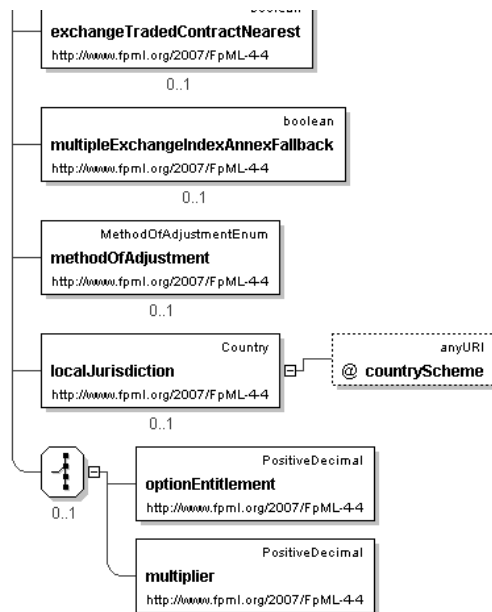 boolean
exchangeTradedContractNearest
http://www.fpml.org/2007/FpML-4-4
0..1
boolean
multipleExchangeIndexAnnexFallback
http://www.fpml.org/2007/FpML-4-4
0..1
MethodOfAdjustmentEnum
methodOfAdjustment
http://www.fpml.org/2007/FpML-4-4
0..1
Country
localJurisdiction
http://www.fpml.org/2007/FpML-4-4
0..1
anyURI
@ countryScheme
0..1
PositiveDecimal
optionEntitlement
http://www.fpml.org/2007/FpML-4-4
PositiveDecimal
multiplier
http://www.fpml.org/2007/FpML-4-4